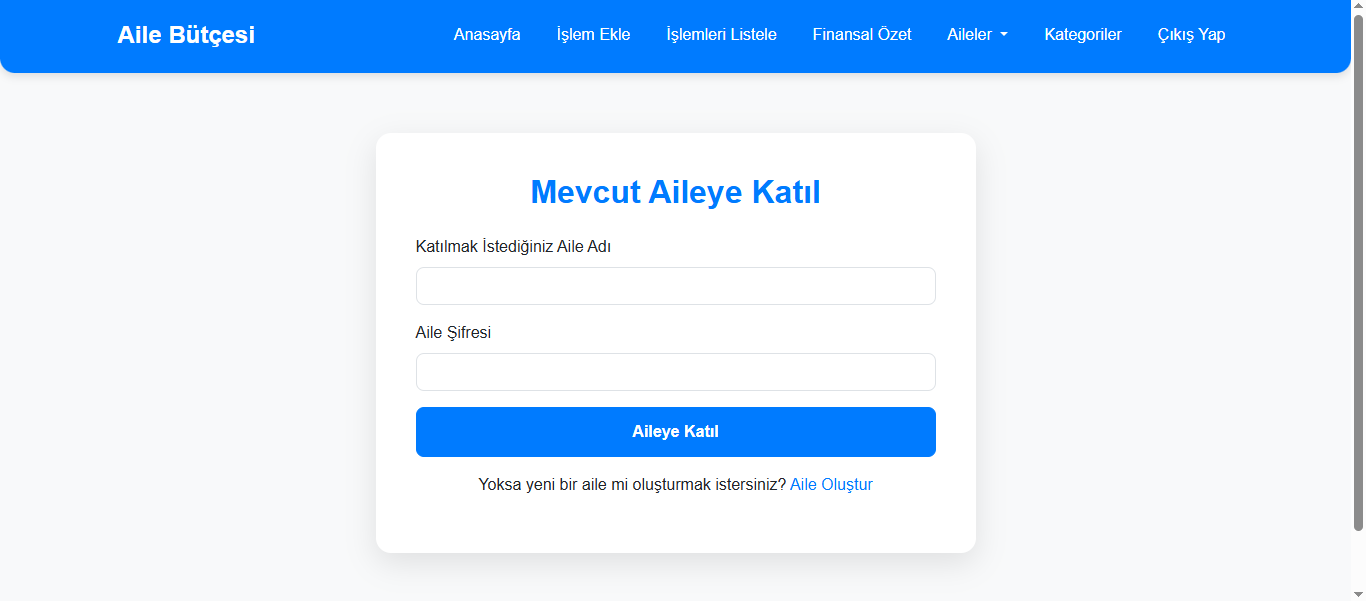 Aile Bütçesi
Anasayfa İşlem Ekle İşlemleri Listele Finansal Özet Aileler Kategoriler Çıkış Yap
Mevcut Aileye Katıl
Katılmak İstediğiniz Aile Adı
Aile Şifresi
Aileye Katıl
Yoksa yeni bir aile mi oluşturmak istersiniz? Aile Oluştur